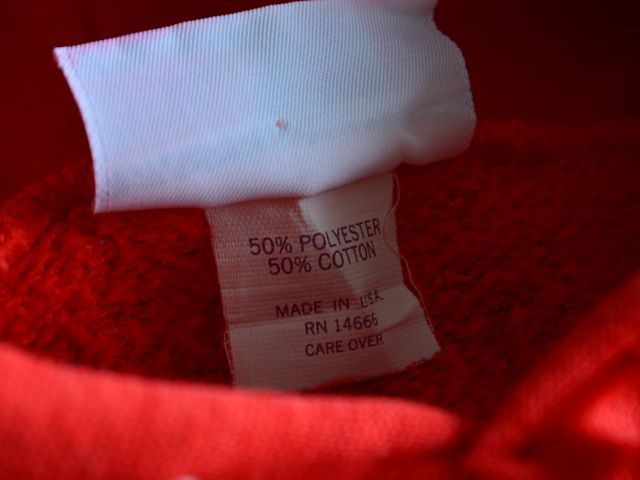 50% POLYESTER
50% COTTON
MADE IN U.S.A.
RN 14666
CARE OVER